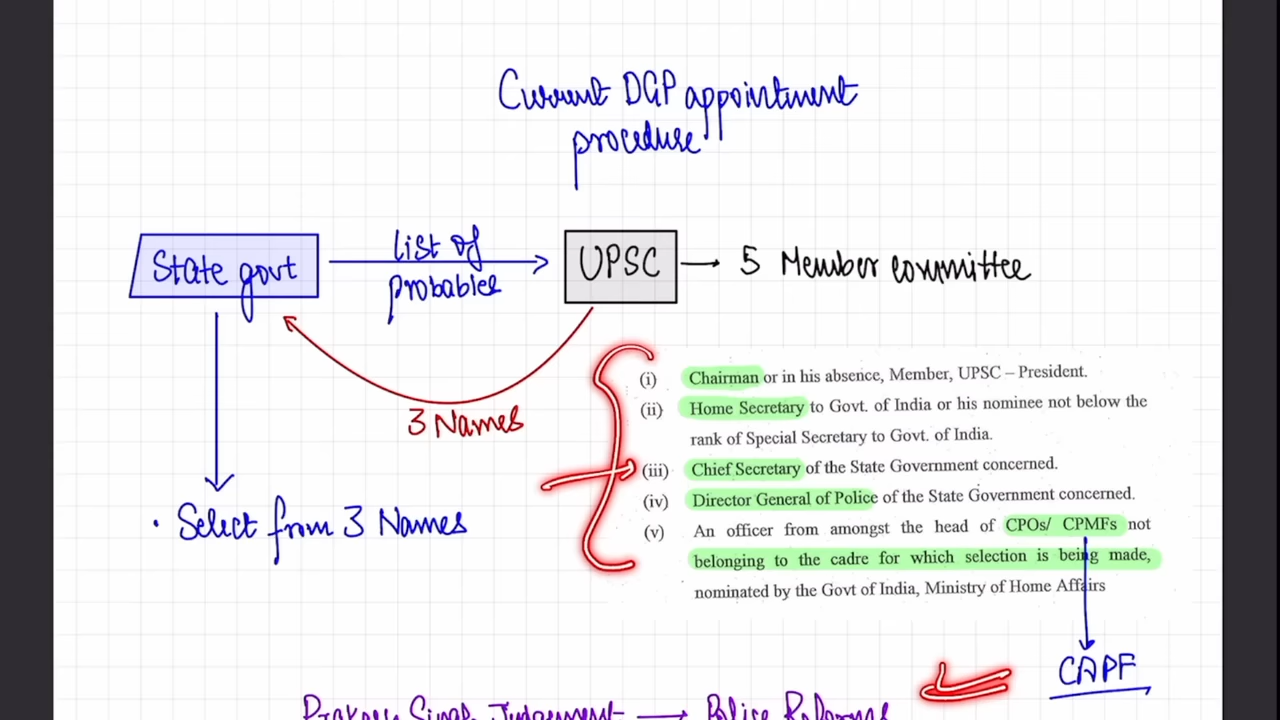 Current DGP appointment
procedure
State govt
list of
probables
UPSC
5 Member committee
3 Names
Select from 3 Names
(i) Chairman or in his absence, Member, UPSC – President.
(ii) Home Secretary to Govt. of India or his nominee not below the
rank of Special Secretary to Govt. of India.
(iii) Chief Secretary of the State Government concerned.
(iv) Director General of Police of the State Government concerned.
(v) An officer from amongst the head of CPOs/ CPMFs not
belonging to the cadre for which selection is being made,
nominated by the Govt of India, Ministry of Home Affairs
CAPF
Prakash Singh Judgement Police Reforms